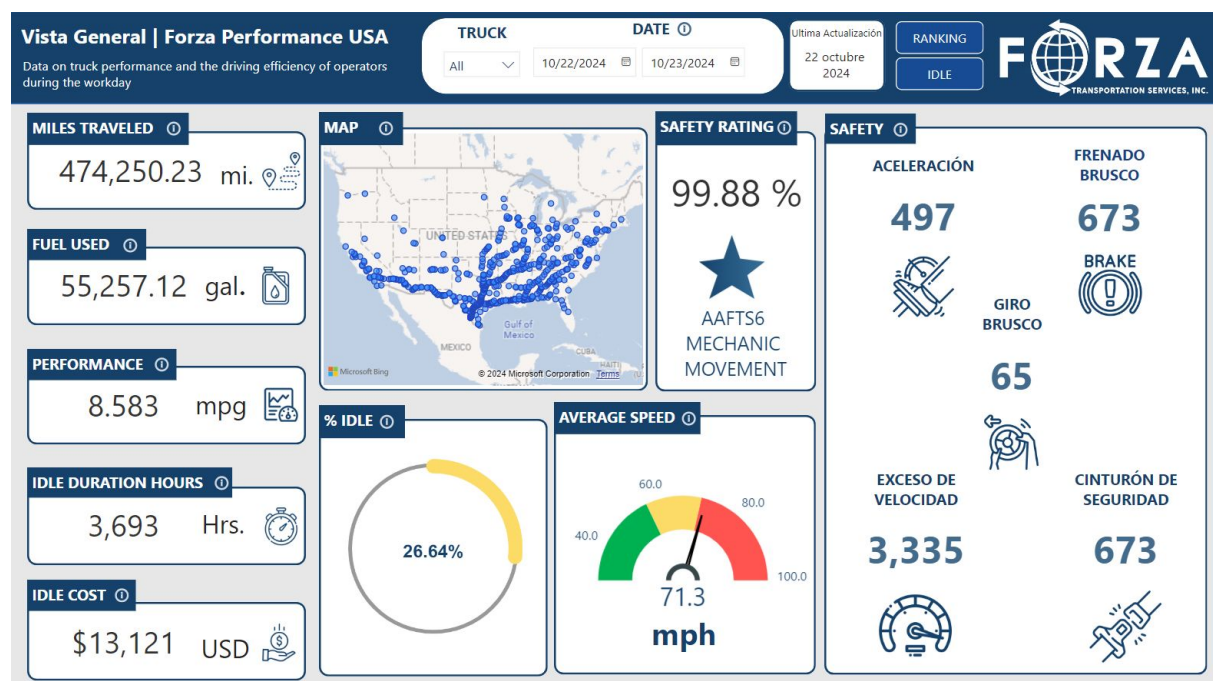 Vista General | Forza Performance USA
Data on truck performance and the driving efficiency of operators
during the workday
TRUCK
All
DATE
10/22/2024
10/23/2024
Ultima Actualización
22 octubre
2024
RANKING
IDLE
FORZA
TRANSPORTATION SERVICES, INC.
MILES TRAVELED
474,250.23 mi.
FUEL USED
55,257.12 gal.
PERFORMANCE
8.583 mpg
IDLE DURATION HOURS
3,693 Hrs.
IDLE COST
$13,121 USD
MAP
UNITED STATES
Gulf of
Mexico
MEXICO
CUBA
HAITI
Microsoft Bing
© 2024 Microsoft Corporation Terms
% IDLE
26.64%
SAFETY RATING
99.88 %
AAFTS6
MECHANIC
MOVEMENT
AVERAGE SPEED
40.0
60.0
80.0
100.0
71.3
mph
SAFETY
ACELERACIÓN
497
FRENADO
BRUSCO
673
BRAKE
GIRO
BRUSCO
65
EXCESO DE
VELOCIDAD
3,335
CINTURÓN DE
SEGURIDAD
673